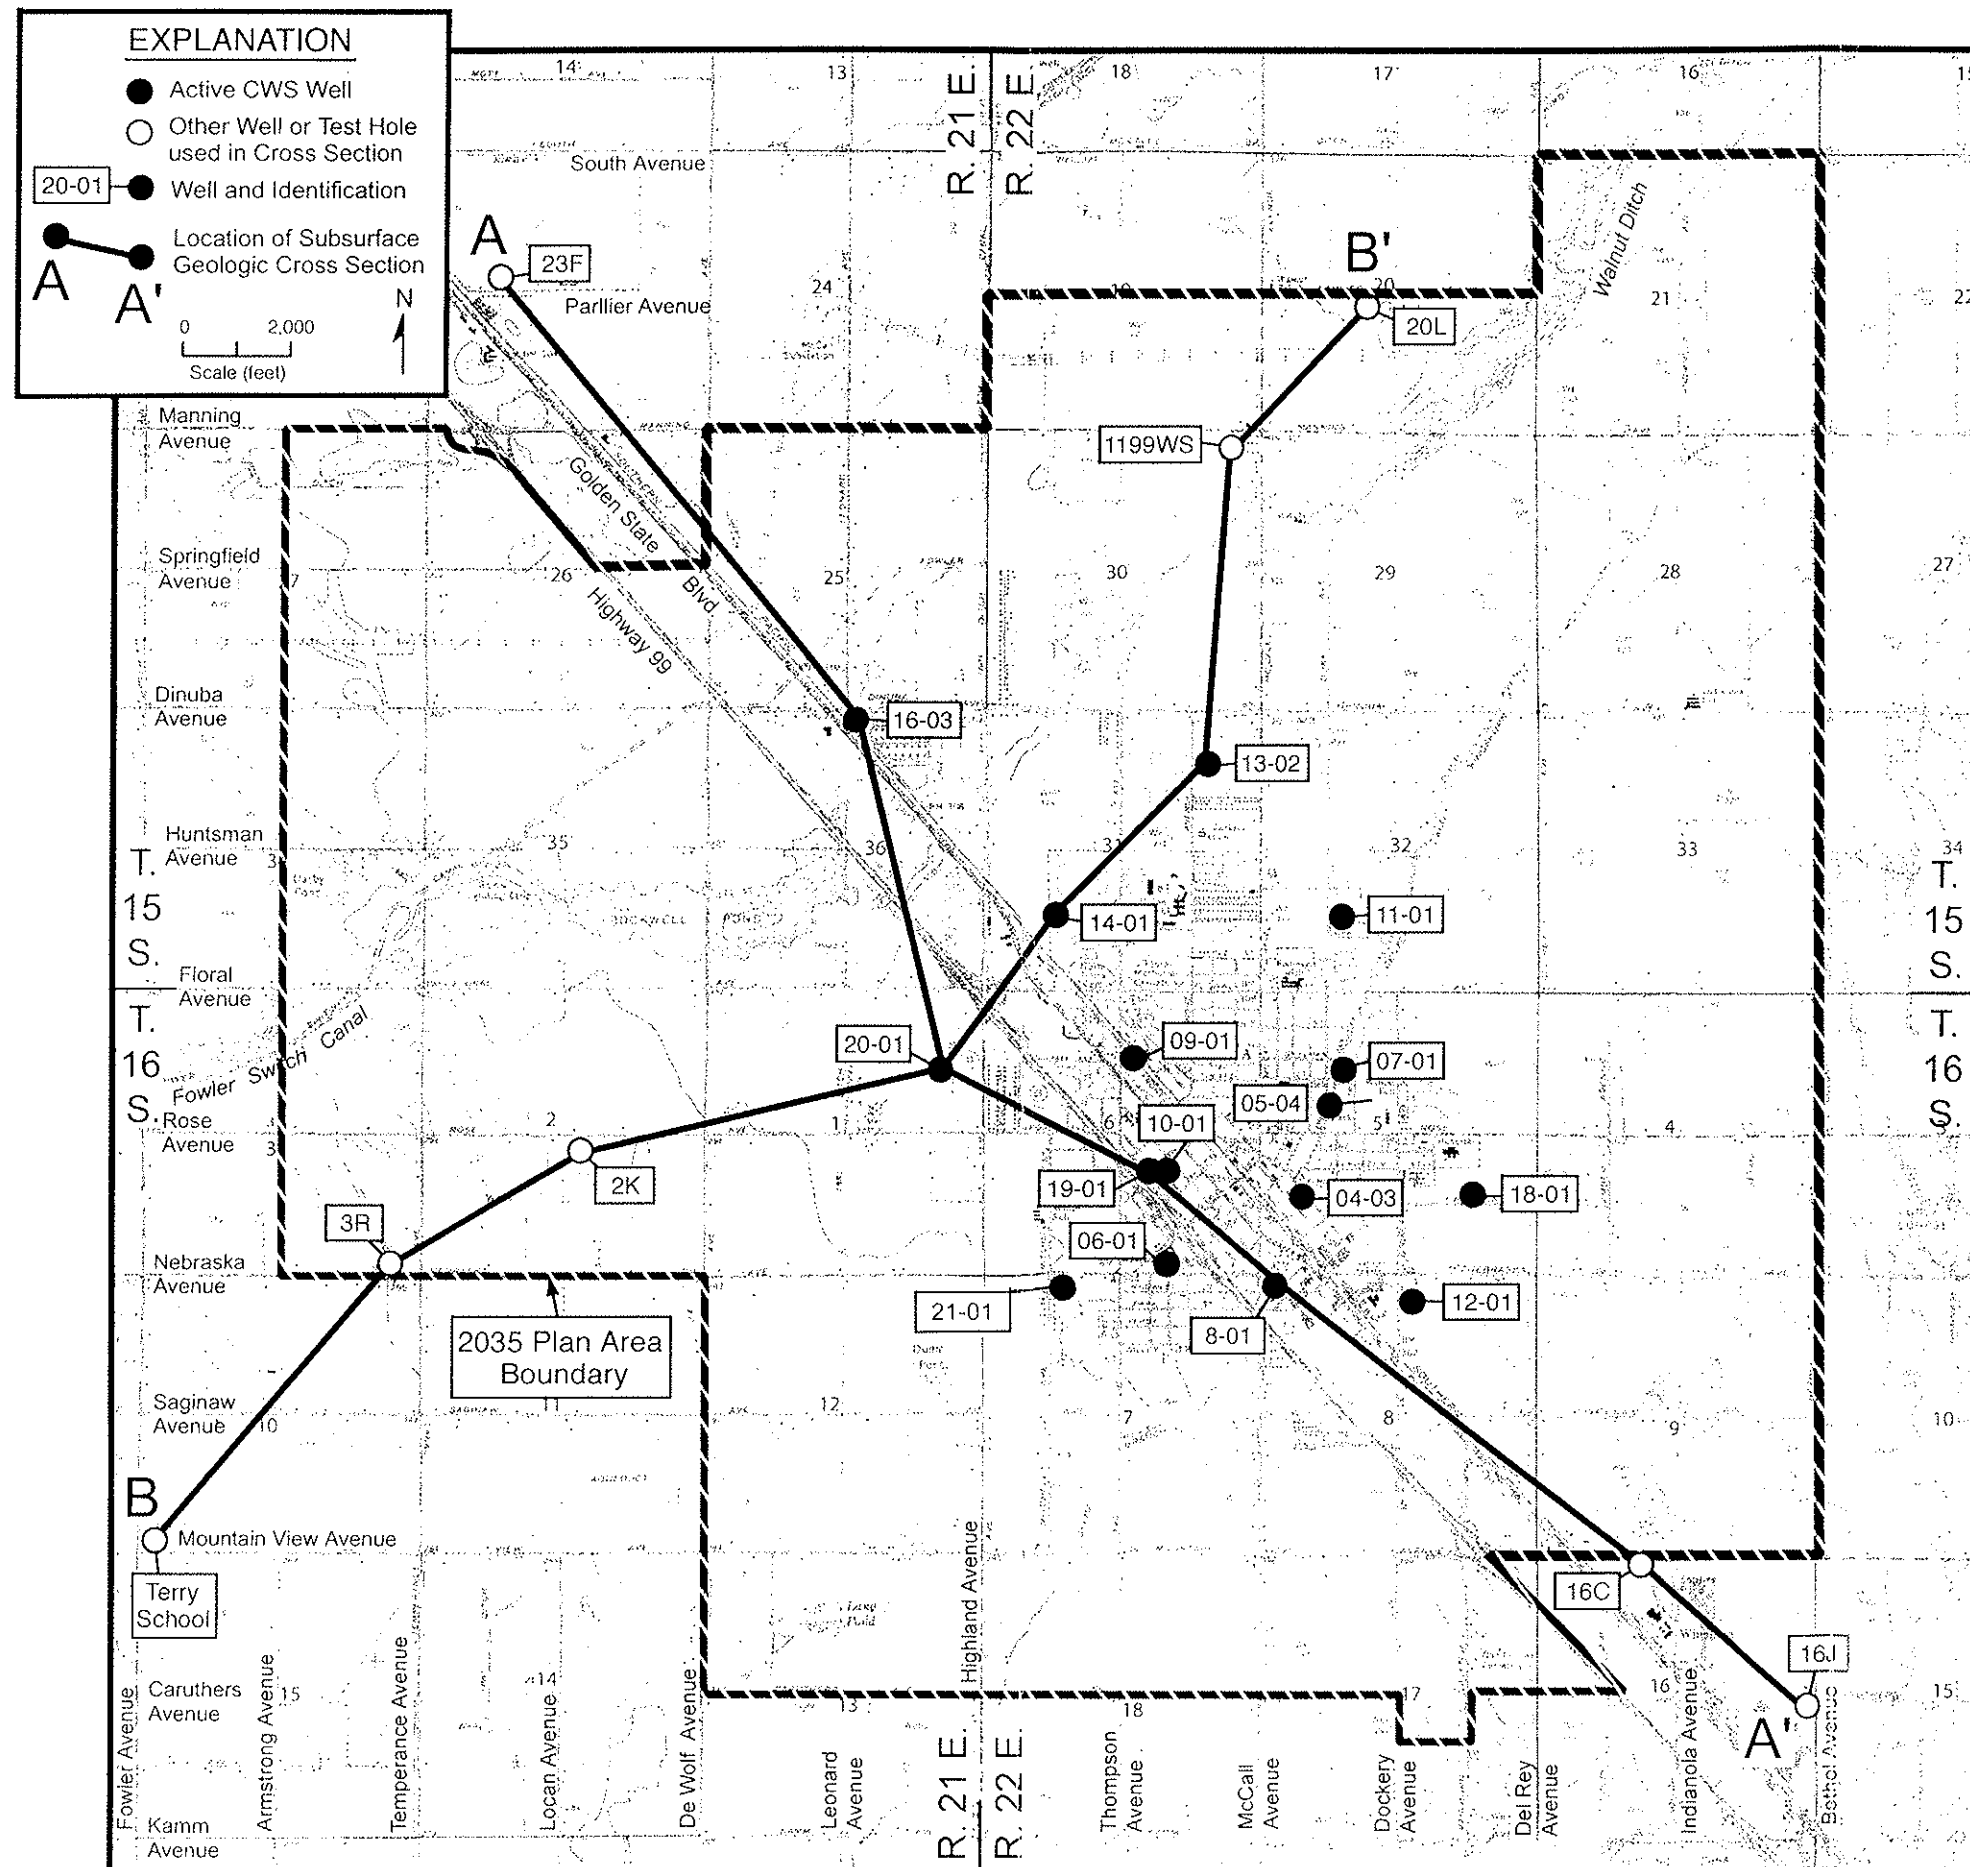 EXPLANATION
Active CWS Well
Other Well or Test Hole
used in Cross Section
20-01
Well and Identification
Location of Subsurface
Geologic Cross Section
A
A'
0 2,000
Scale (feet)
N
14
13
18
17
16
R. 21 E.
R. 22 E.
South Avenue
Walnut Ditch
A
23F
Parllier Avenue
24
B'
20
20L
21
22
Manning
Avenue
1199WS
Golden State
Blvd.
Springfield
Avenue
26
25
30
29
28
27
Highway 99
Dinuba
Avenue
16-03
13-02
Huntsman
Avenue
35
36
31
32
33
34
T.
15
S.
T.
15
S.
14-01
11-01
ROCKWELL POND
Floral
Avenue
T.
16
S.
T.
16
S.
Fowler Switch Canal
20-01
09-01
07-01
05-04
Rose
Avenue
2
1
6
10-01
5
4
2K
19-01
04-03
18-01
3R
06-01
Nebraska
Avenue
21-01
8-01
12-01
2035 Plan Area
Boundary
Saginaw
Avenue
10
11
12
7
8
9
10
B
Mountain View Avenue
Terry
School
16C
16J
A'
Caruthers
Avenue
15
14
13
18
17
16
15
Fowler Avenue
Armstrong Avenue
Temperance Avenue
Locan Avenue
De Wolf Avenue
Leonard
Avenue
Highland Avenue
R. 21 E.
R. 22 E.
Thompson
Avenue
McCall
Avenue
Dockery
Avenue
Del Rey
Avenue
Indianola Avenue
Bethel Avenue
Kamm
Avenue